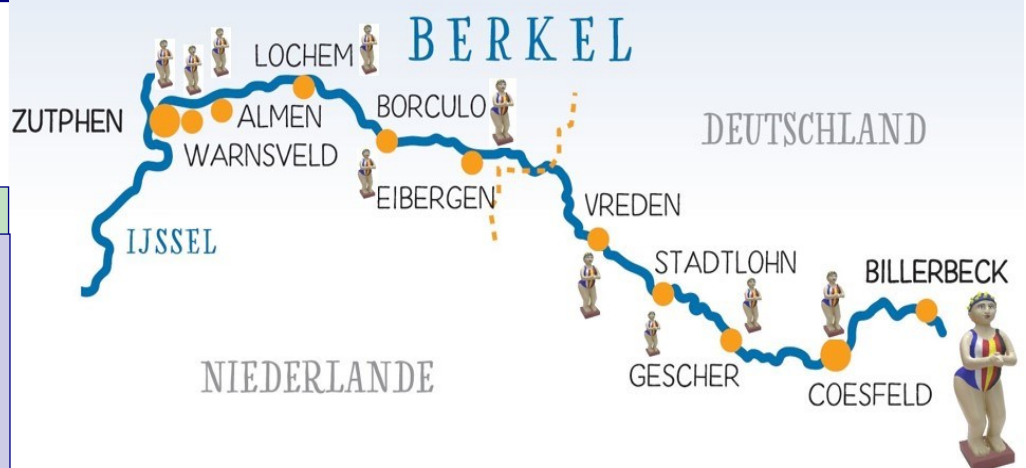 BERKEL
LOCHEM
ZUTPHEN
ALMEN
BORCULO
DEUTSCHLAND
WARNSVELD
EIBERGEN
VREDEN
IJSSEL
STADTLOHN
BILLERBECK
NIEDERLANDE
GESCHER
COESFELD